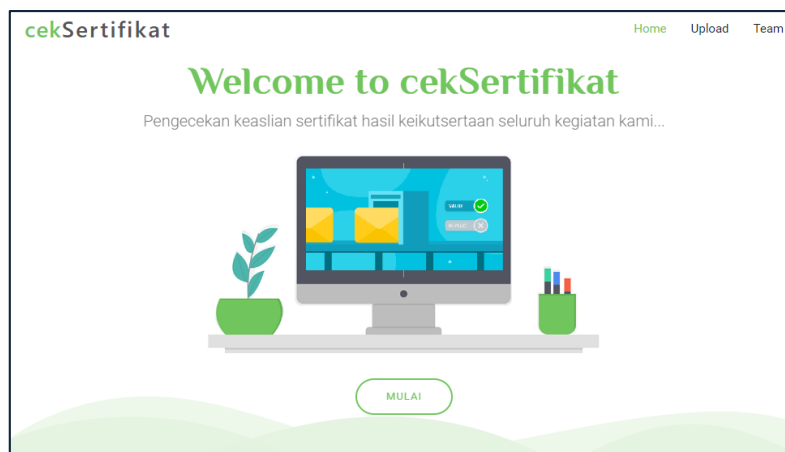 cekSertifikat
Home Upload Team
Welcome to cekSertifikat
Pengecekan keaslian sertifikat hasil keikutsertaan seluruh kegiatan kami...
VALID
MULAI